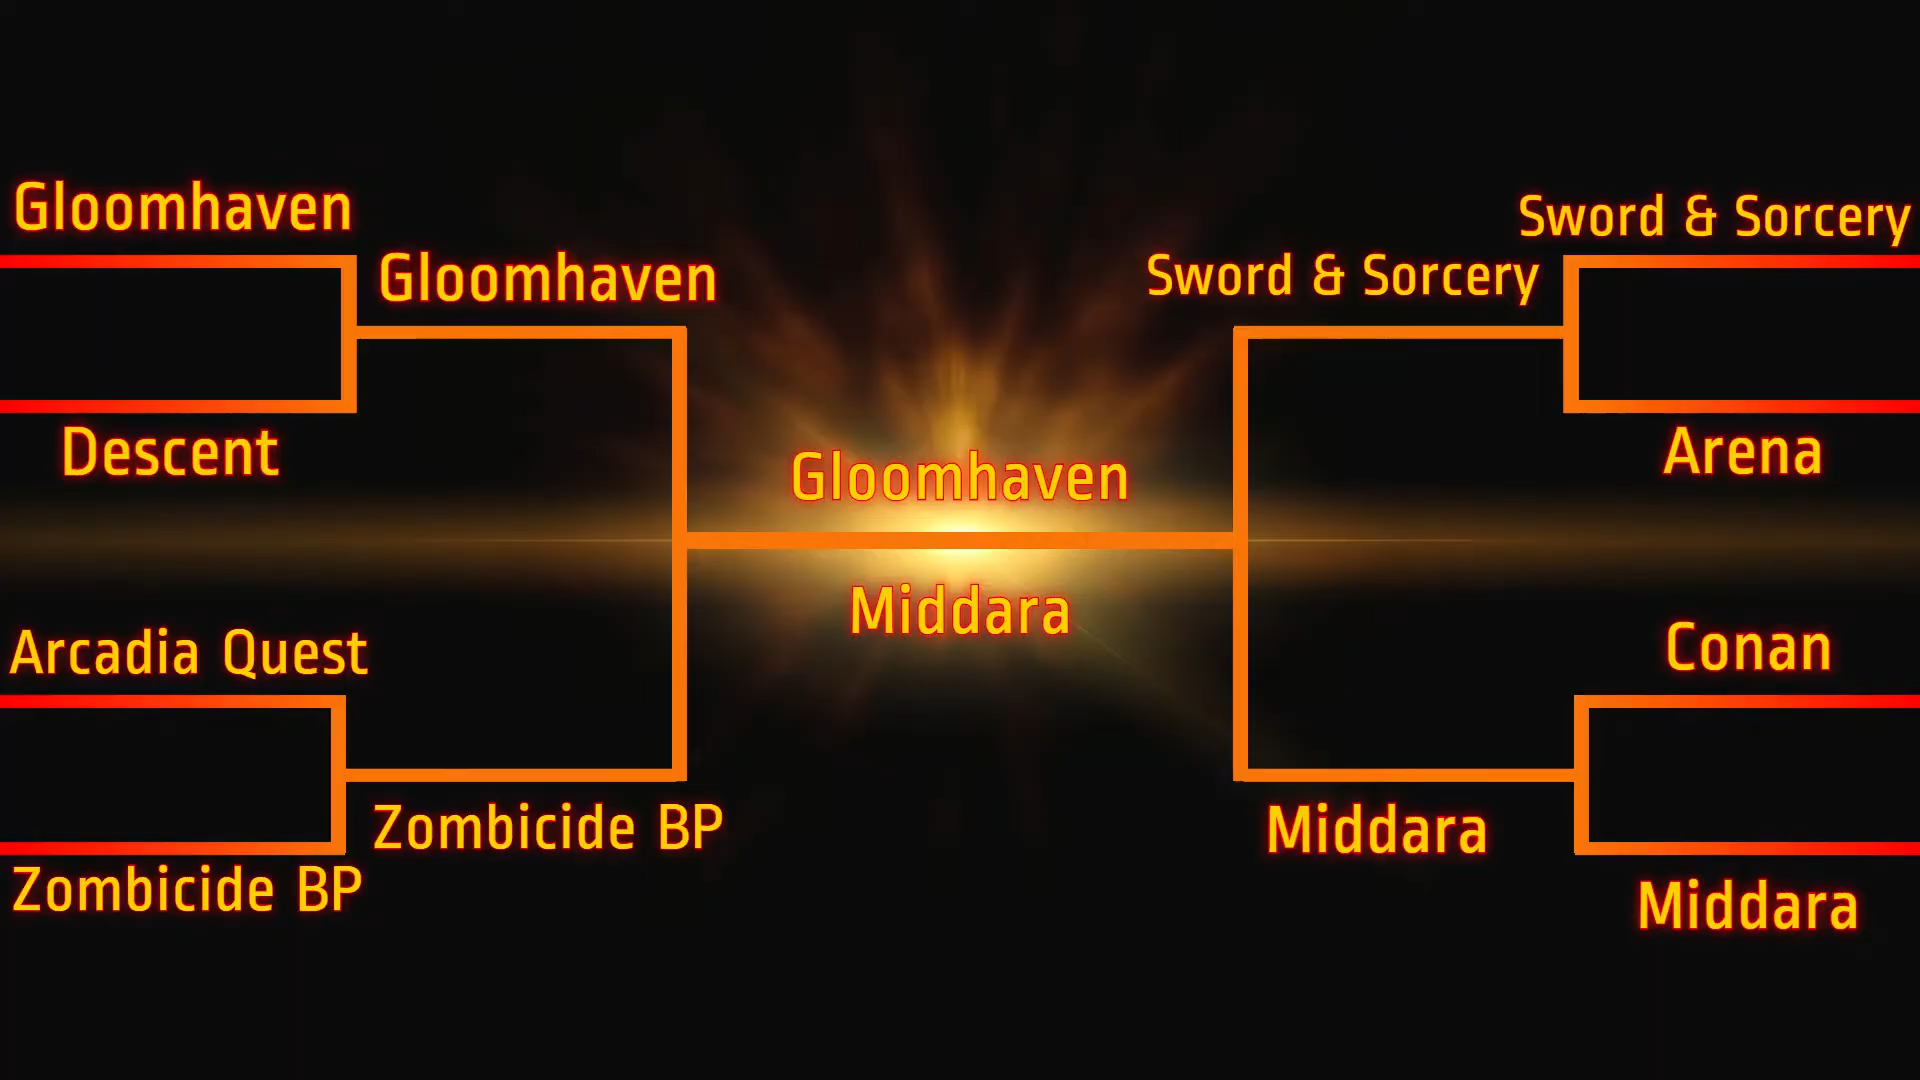 Gloomhaven
Descent
Arcadia Quest
Zombicide BP
Gloomhaven
Zombicide BP
Gloomhaven
Middara
Sword & Sorcery
Middara
Sword & Sorcery
Arena
Conan
Middara